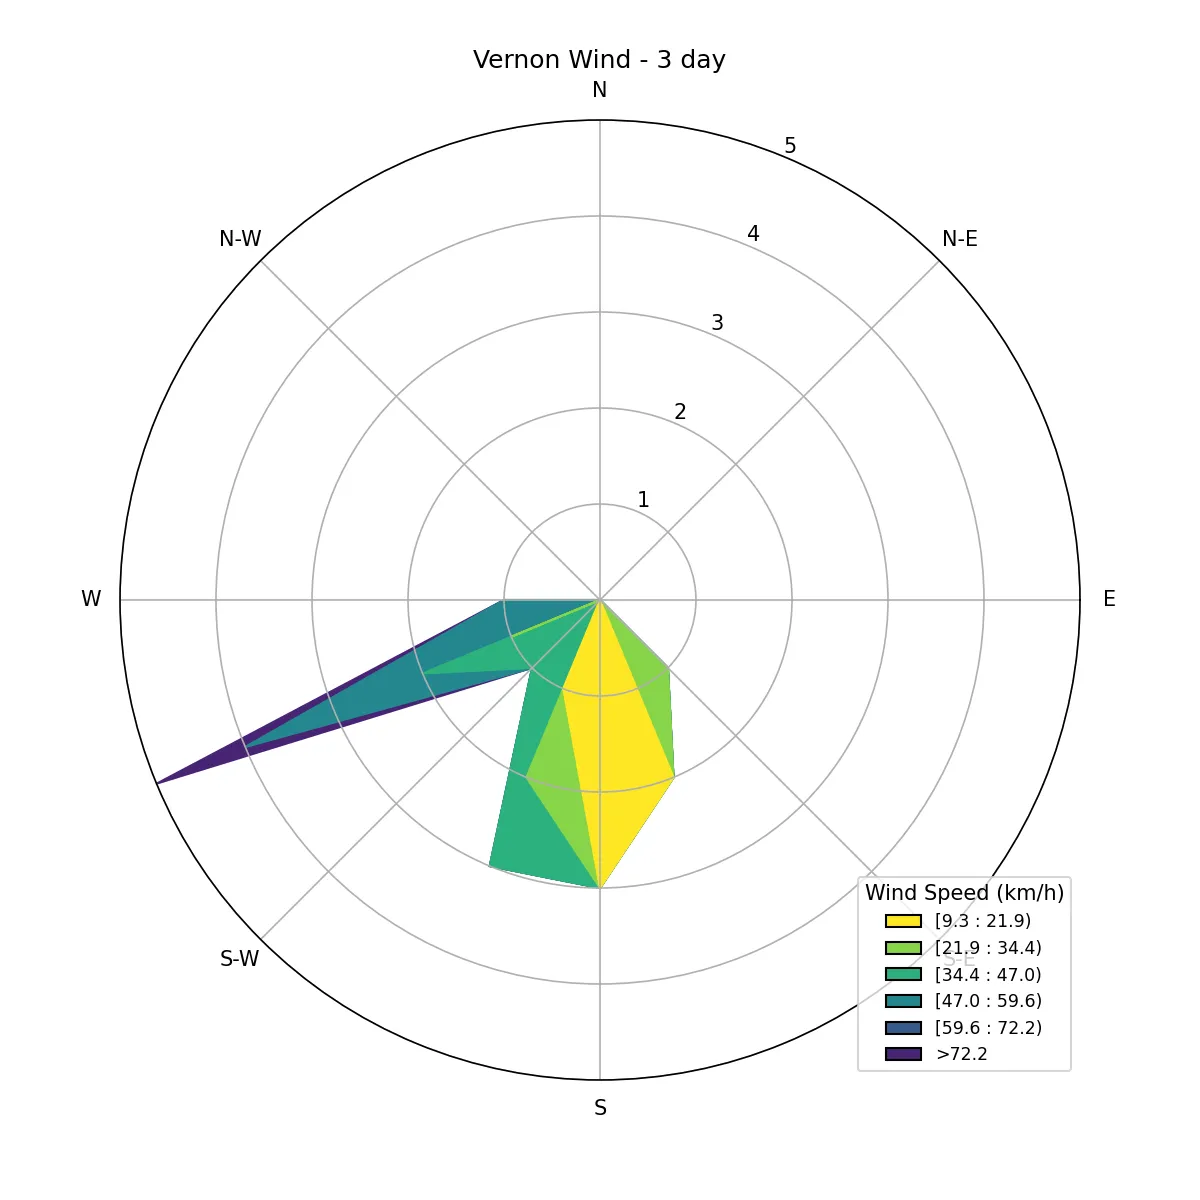 Vernon Wind - 3 day
N
5
N-W
4
N-E
3
2
1
W
E
Wind Speed (km/h)
[9.3 : 21.9)
[21.9 : 34.4)
S-W
S-E
[34.4 : 47.0)
[47.0 : 59.6)
[59.6 : 72.2)
>72.2
S